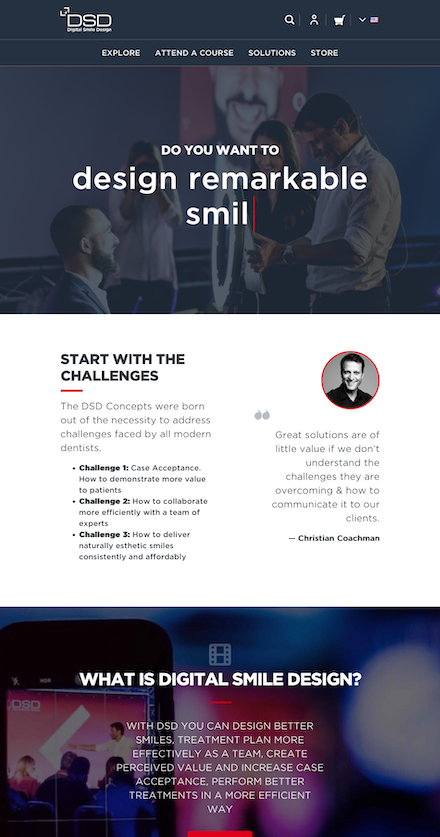 DSD
Digital Smile Design
EXPLORE ATTEND A COURSE SOLUTIONS STORE
DO YOU WANT TO
design remarkable
smil
START WITH THE
CHALLENGES
The DSD Concepts were born
out of the necessity to address
challenges faced by all modern
dentists.
• Challenge 1: Case Acceptance.
How to demonstrate more value
to patients
• Challenge 2: How to collaborate
more efficiently with a team of
experts
• Challenge 3: How to deliver
naturally esthetic smiles
consistently and affordably
Great solutions are of
little value if we don't
understand the
challenges they are
overcoming & how to
communicate it to our
clients.
— Christian Coachman
DSD
WHAT IS DIGITAL SMILE DESIGN?
WITH DSD YOU CAN DESIGN BETTER
SMILES, TREATMENT PLAN MORE
EFFECTIVELY AS A TEAM, CREATE
PERCEIVED VALUE AND INCREASE CASE
ACCEPTANCE, PERFORM BETTER
TREATMENTS IN A MORE EFFICIENT
WAY